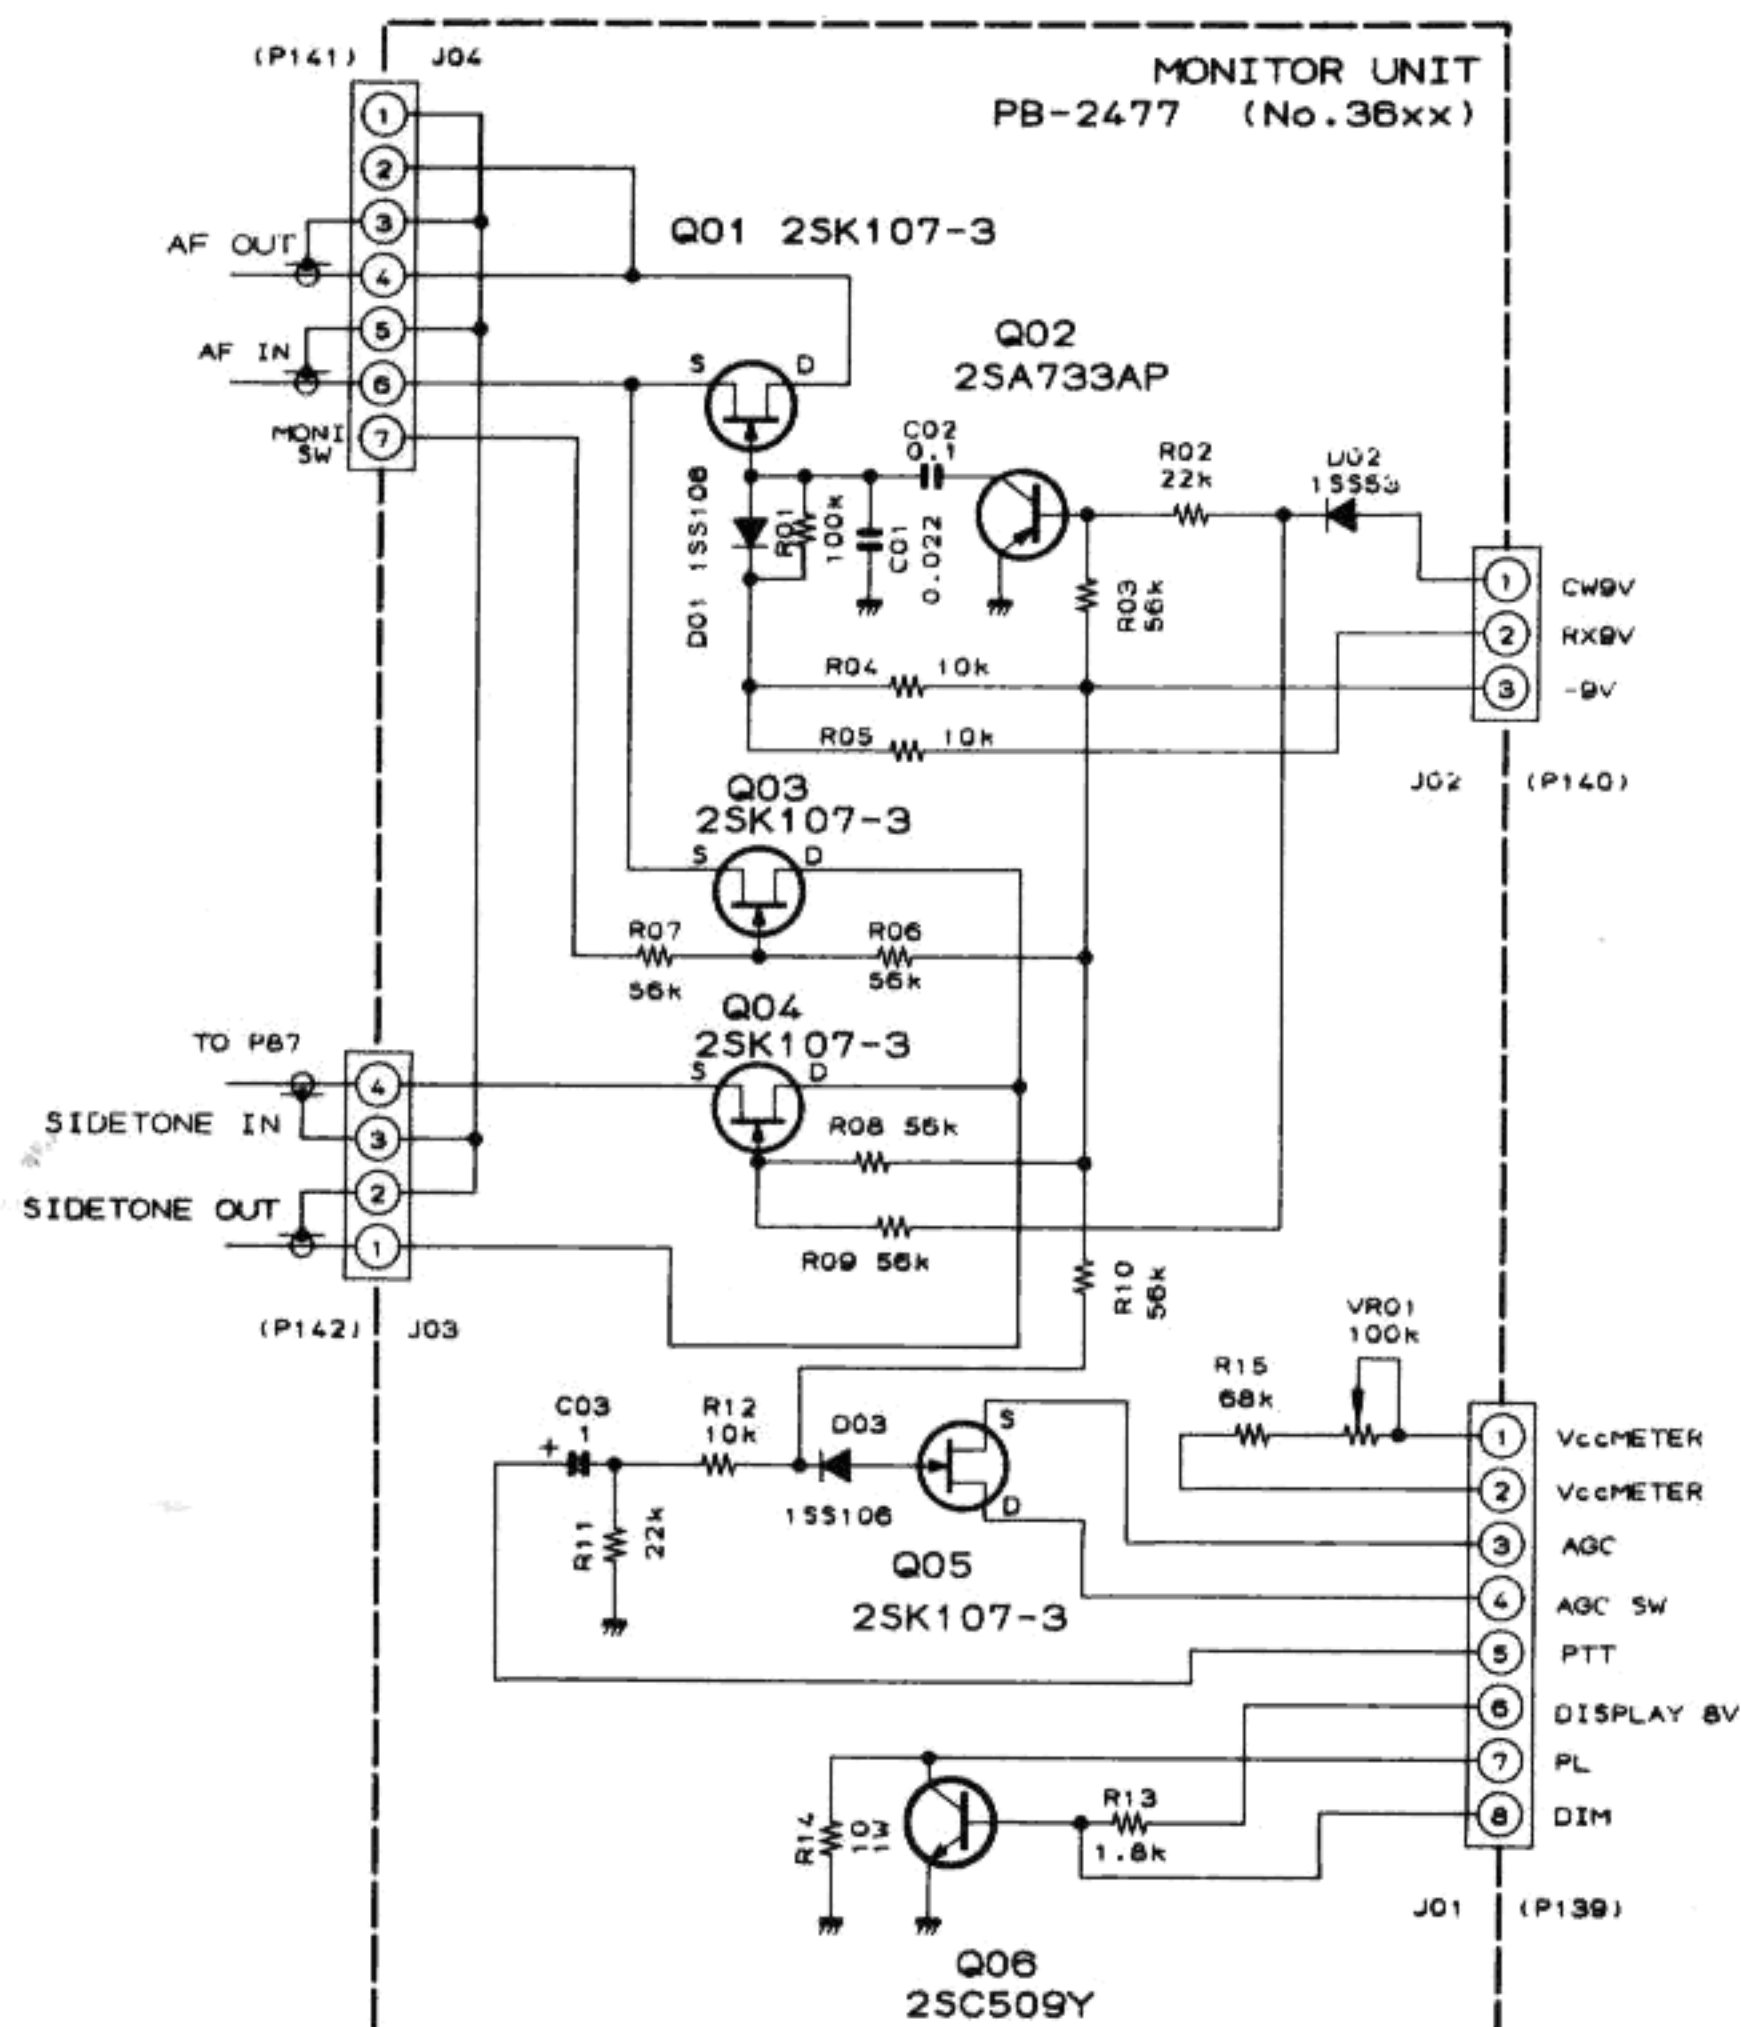 (P141) J04
MONITOR UNIT
PB-2477 (No.36xx)
1
2
3
AF OUT
4
5
AF IN
6
MONI
SW
7
Q01 2SK107-3
S D
Q02
2SA733AP
C02
0.1
R02
22k
D02
1SS53
D01 1SS106
R01
100k
C01
0.022
R03
56k
1 CW9V
2 RX9V
3 -9V
R04 10k
R05 10k
J02 (P140)
Q03
2SK107-3
S D
R07
56k
R06
56k
Q04
2SK107-3
S D
TO P87
4
SIDETONE IN
3
2
SIDETONE OUT
1
R08 56k
R09 56k
R10
56k
(P142) J03
VR01
100k
R15
68k
C03
+ 1
R12
10k
D03
1SS106
S
D
R11
22k
Q05
2SK107-3
1 VccMETER
2 VccMETER
3 AGC
4 AGC SW
5 PTT
6 DISPLAY 8V
7 PL
8 DIM
R14
10
1W
R13
1.8k
J01 (P139)
Q06
2SC509Y